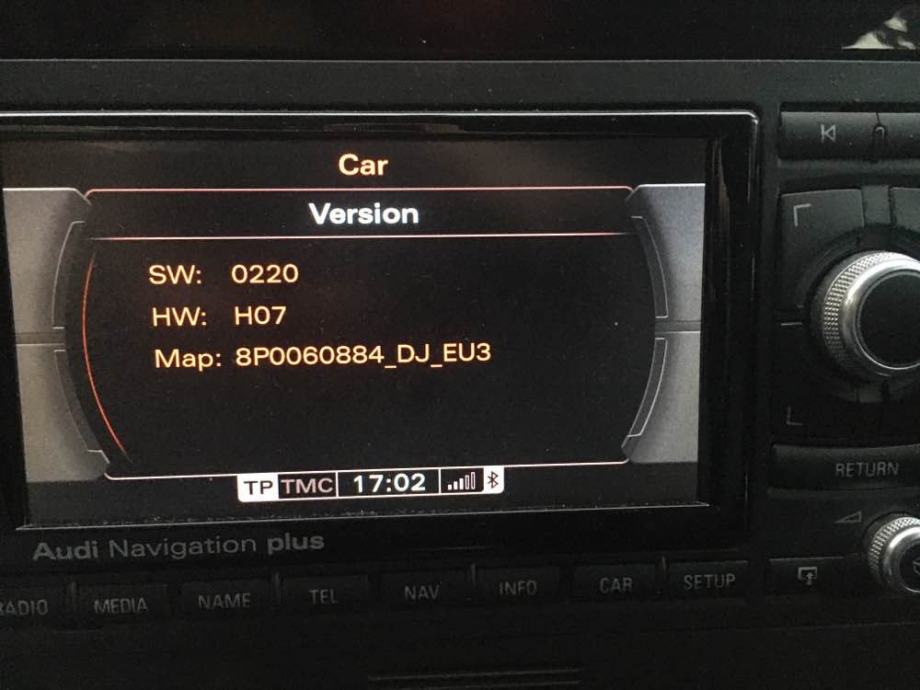 Car
Version
SW: 0220
HW: H07
Map: 8P0060884_DJ_EU3
TP TMC 17:02
Audi Navigation plus
RADIO MEDIA NAME TEL NAV INFO CAR SETUP
RETURN